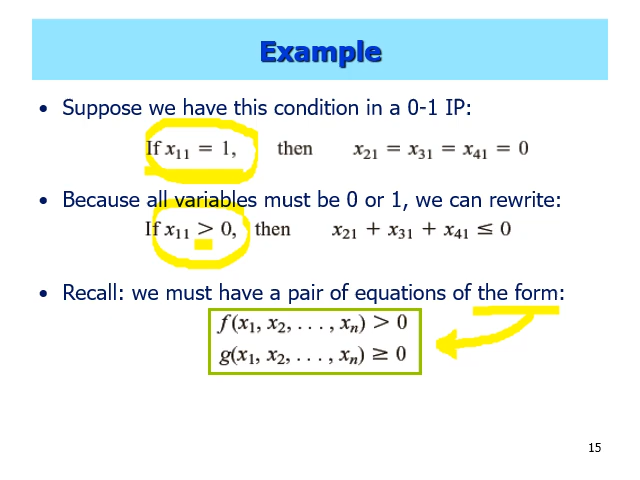 Example
• Suppose we have this condition in a 0-1 IP:
If x₁₁ = 1, then x₂₁ = x₃₁ = x₄₁ = 0
• Because all variables must be 0 or 1, we can rewrite:
If x₁₁ > 0, then x₂₁ + x₃₁ + x₄₁ ≤ 0
• Recall: we must have a pair of equations of the form:
f(x₁, x₂, . . . , xₙ) > 0
g(x₁, x₂, . . . , xₙ) ≥ 0
15